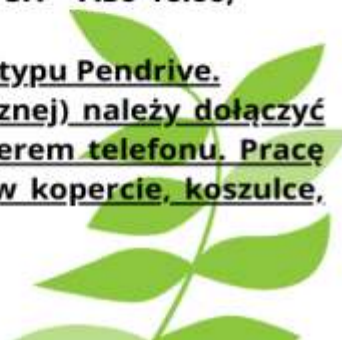 typu Pendrive.
znej) należy dołączyć
erem telefonu. Pracę
w kopercie, koszulce,